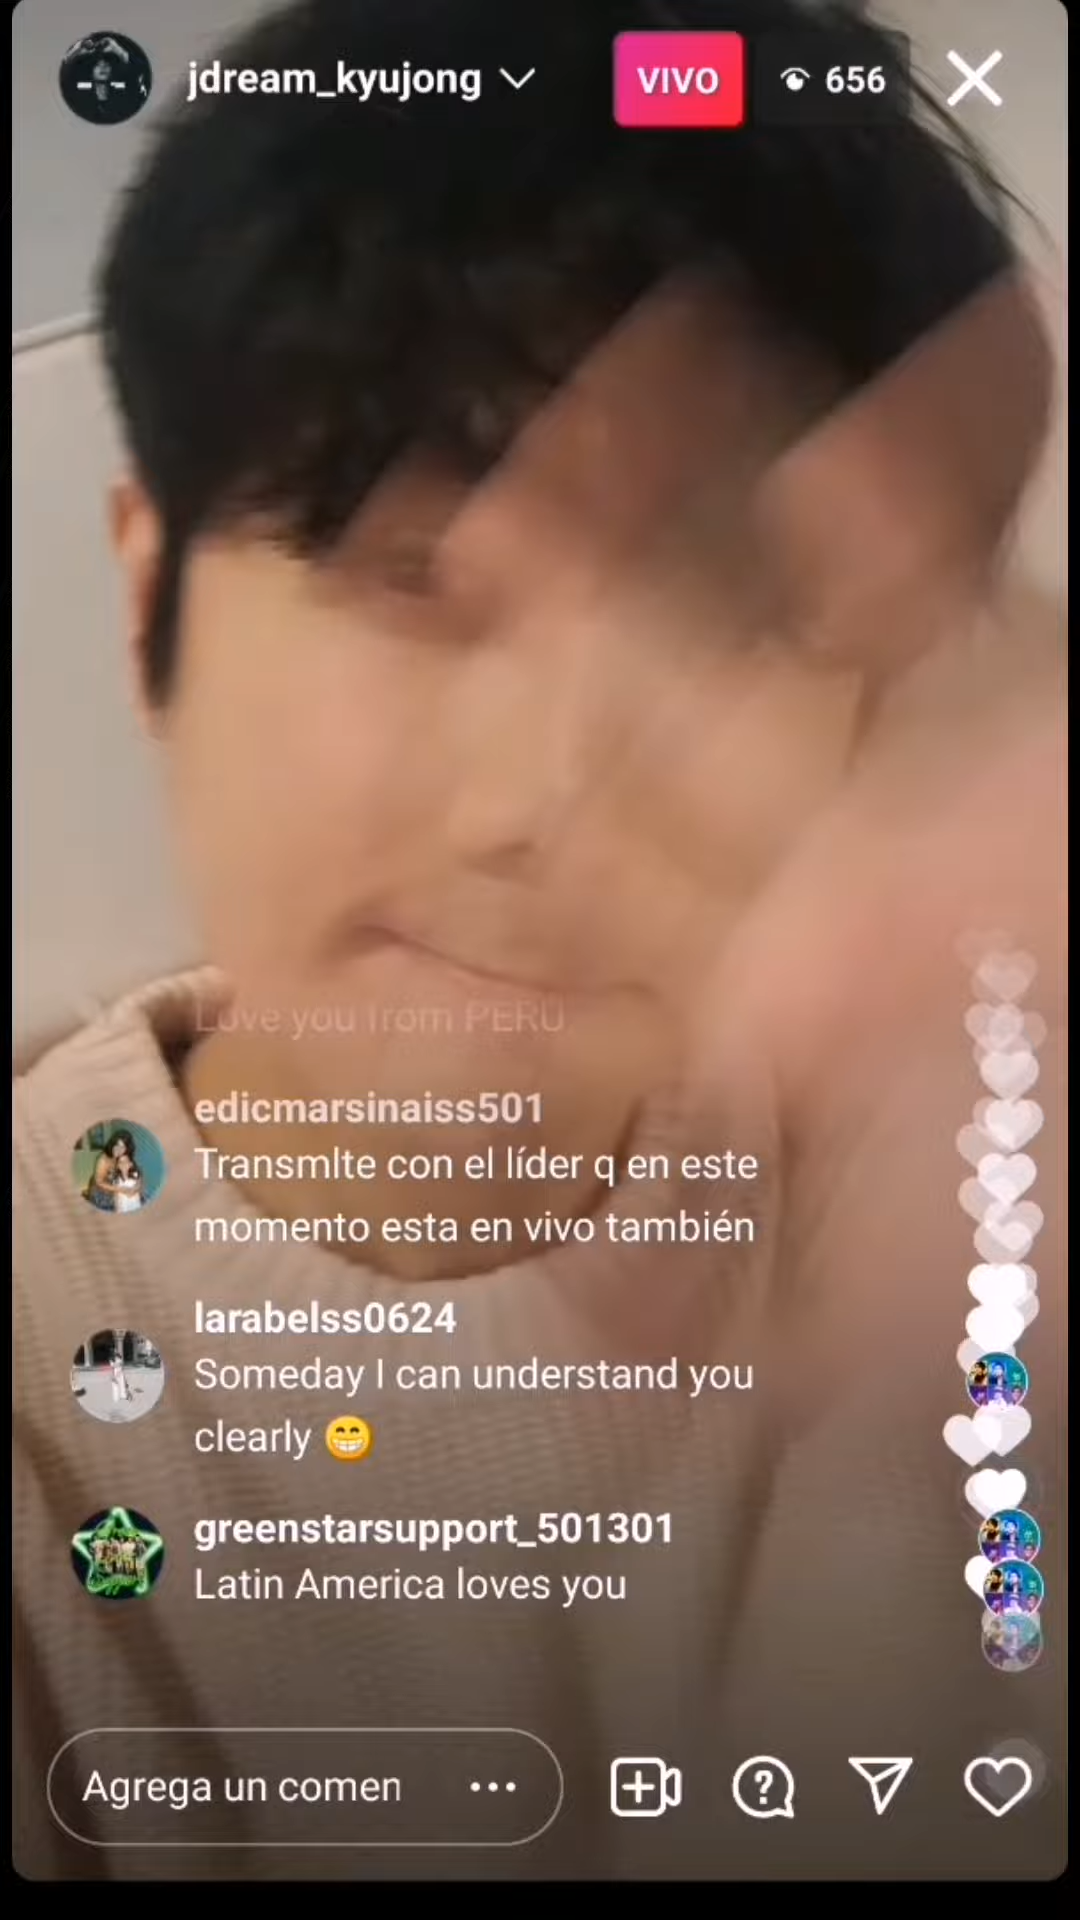 jdream_kyujong
VIVO
656
Love you from PERU
edicmarsinaiss501
Transmlte con el líder q en este
momento esta en vivo también
larabelss0624
Someday I can understand you
clearly 😁
greenstarsupport_501301
Latin America loves you
Agrega un comen